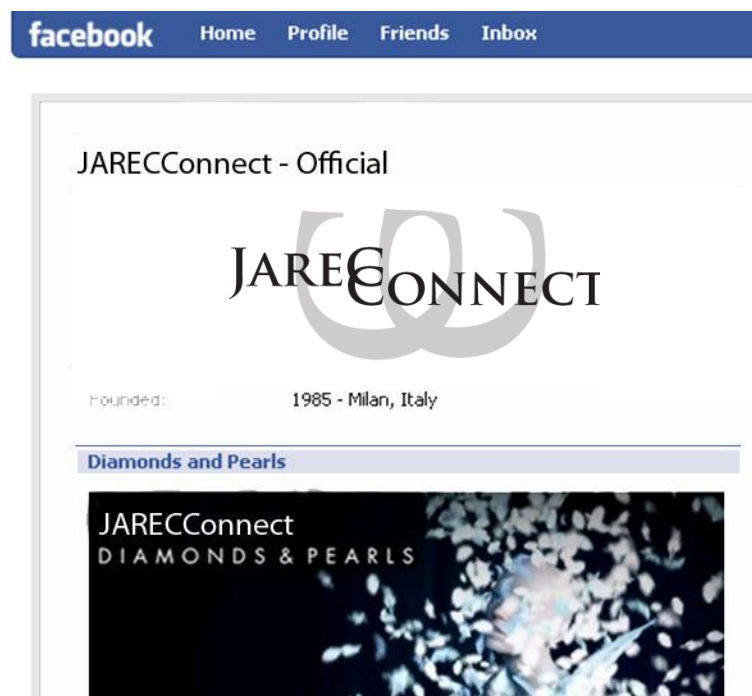 facebook Home Profile Friends Inbox
JARECConnect - Official
JARECCONNECT
Founded: 1985 - Milan, Italy
Diamonds and Pearls
JARECConnect
DIAMONDS & PEARLS